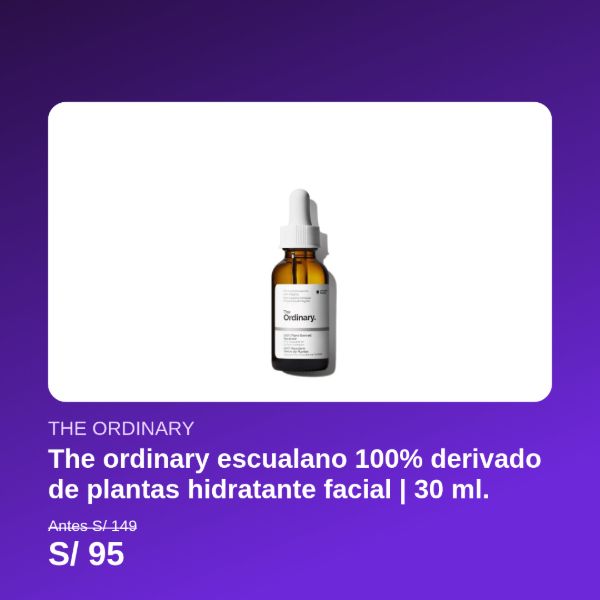 The
Ordinary.
THE ORDINARY
The ordinary escualano 100% derivado
de plantas hidratante facial | 30 ml.
Antes S/ 149
S/ 95